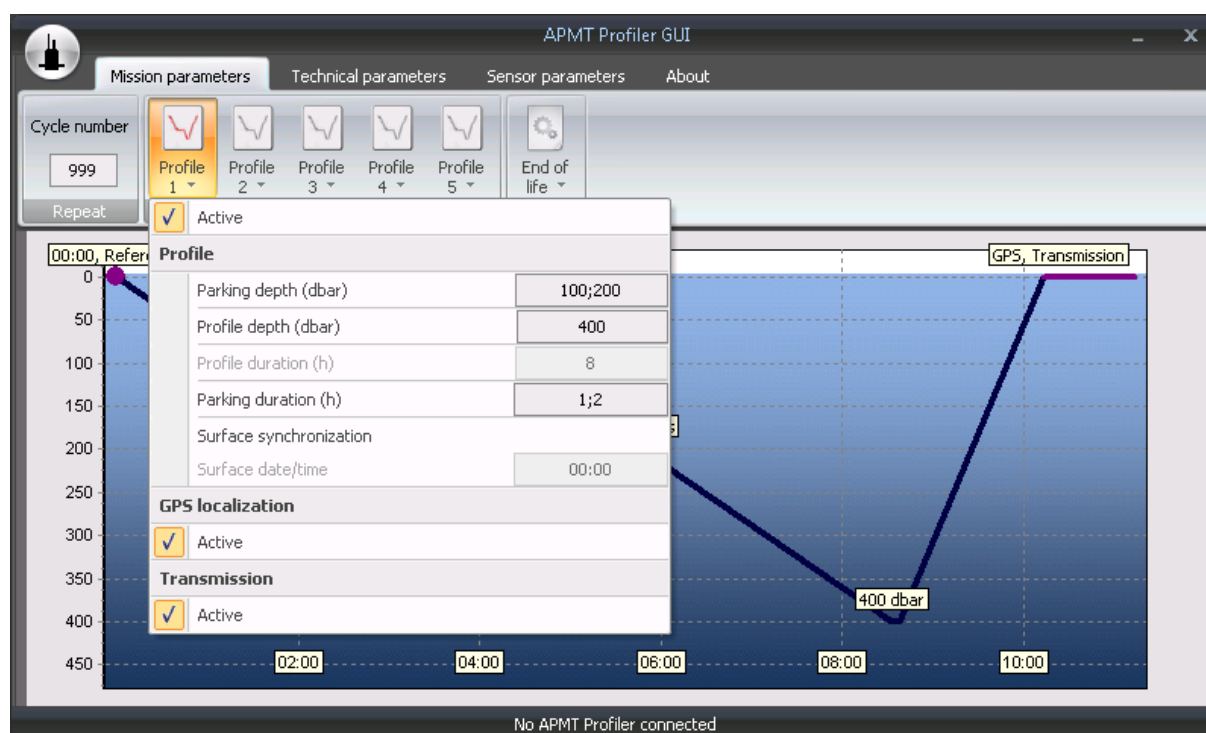 APMT Profiler GUI
Mission parameters Technical parameters Sensor parameters About
Cycle number
999
Repeat
Profile 1
Profile 2
Profile 3
Profile 4
Profile 5
End of life
Active
Profile
Parking depth (dbar) 100;200
Profile depth (dbar) 400
Profile duration (h) 8
Parking duration (h) 1;2
Surface synchronization
Surface date/time 00:00
GPS localization
Active
Transmission
Active
00:00,
GPS, Transmission
0
50
100
150
200
250
300
350
400
450
400 dbar
02:00 04:00 06:00 08:00 10:00
No APMT Profiler connected